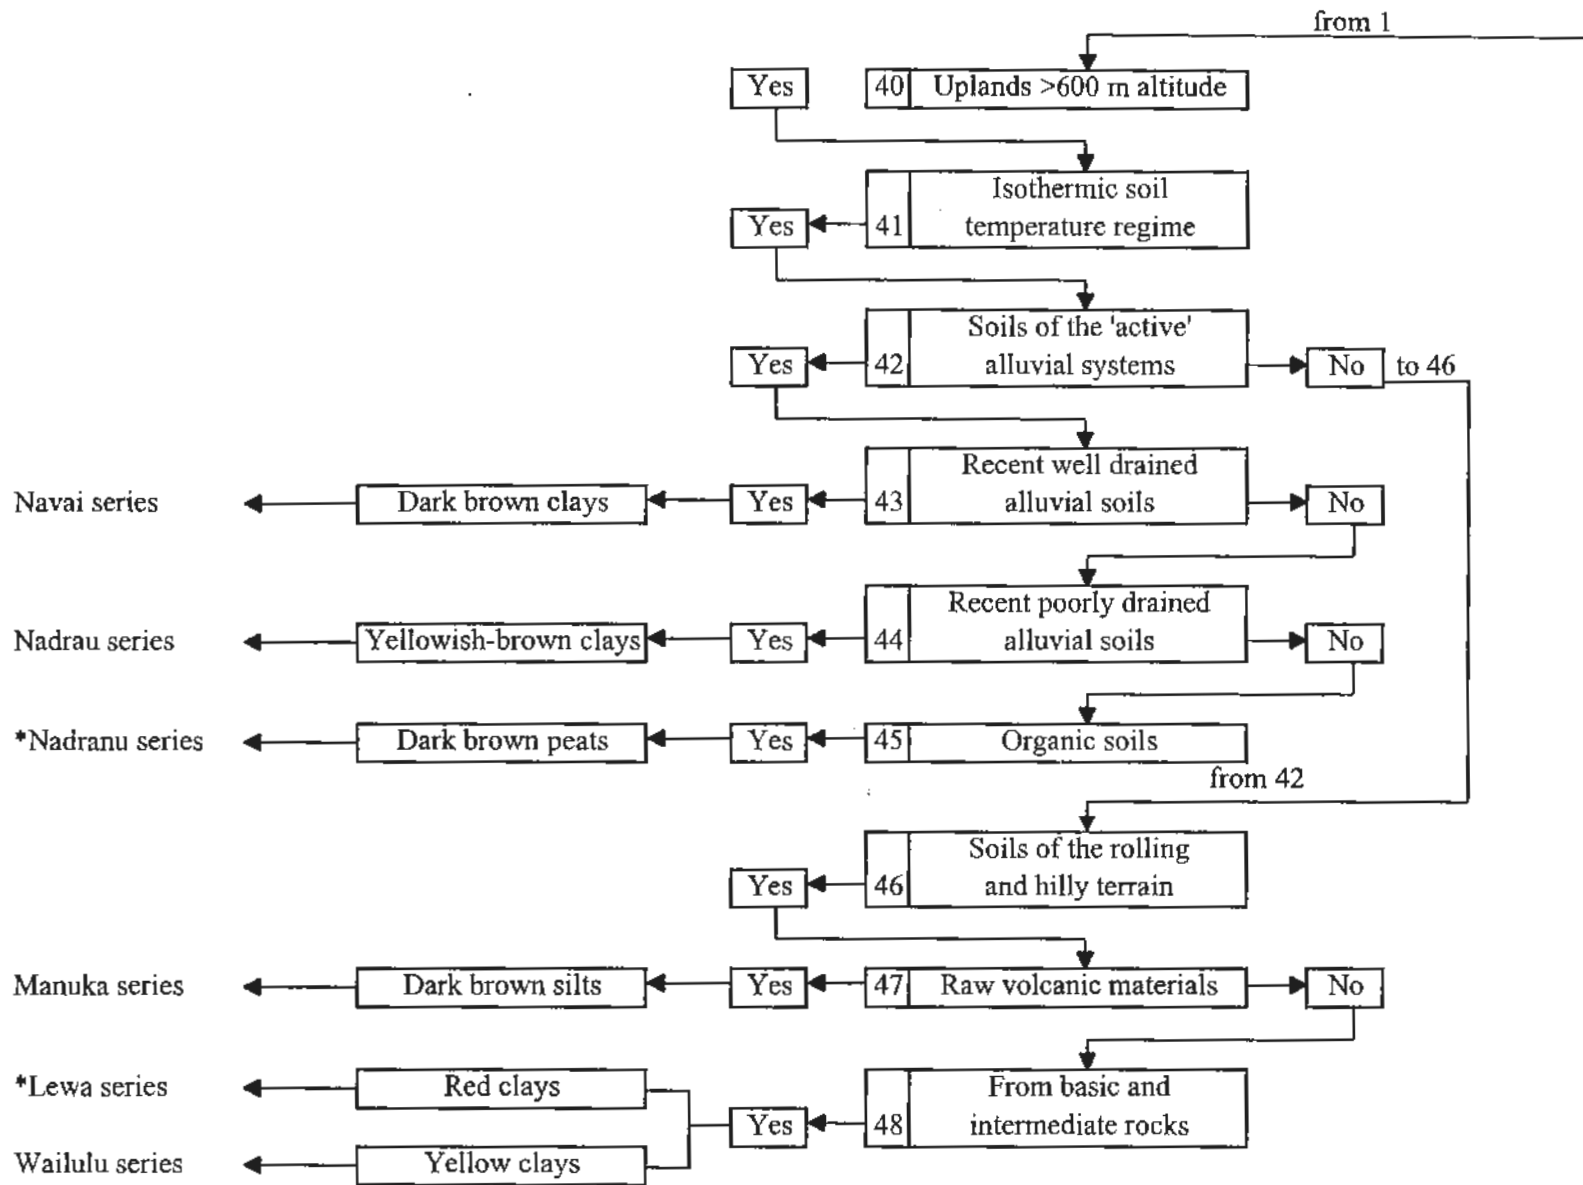 from 1
Yes 40 Uplands >600 m altitude
Isothermic soil
Yes 41 temperature regime
Soils of the 'active'
Yes 42 alluvial systems No to 46
Recent well drained
Navai series Dark brown clays Yes 43 alluvial soils No
Recent poorly drained
Nadrau series Yellowish-brown clays Yes 44 alluvial soils No
*Nadranu series Dark brown peats Yes 45 Organic soils
from 42
Soils of the rolling
Yes 46 and hilly terrain
Manuka series Dark brown silts Yes 47 Raw volcanic materials No
*Lewa series Red clays From basic and
Yes 48 intermediate rocks
Wailulu series Yellow clays